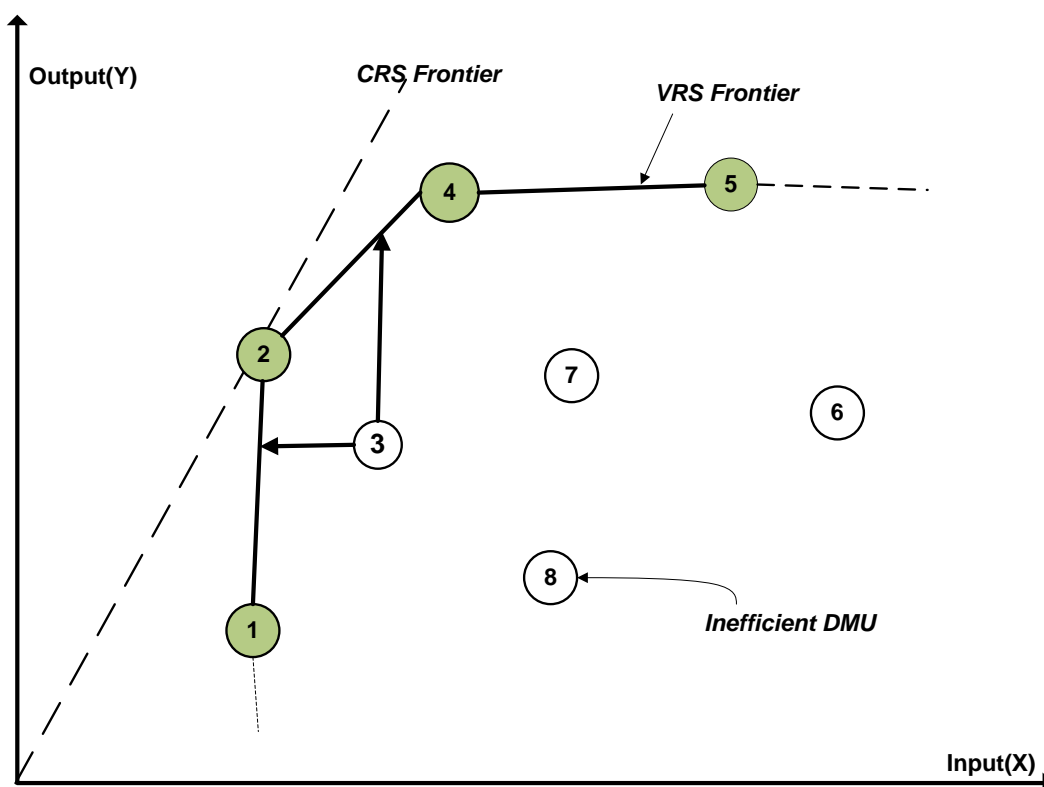 Output(Y)
CRS Frontier
VRS Frontier
4
5
2
7
6
3
8
1
Inefficient DMU
Input(X)